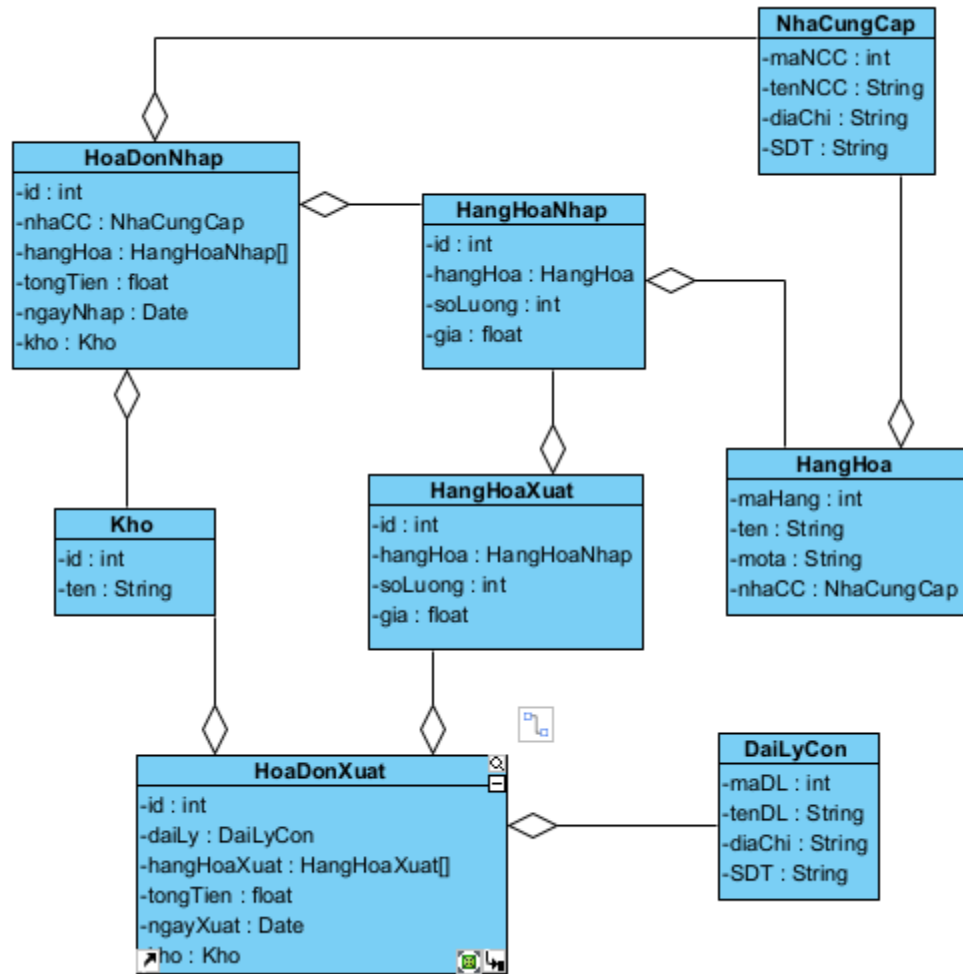 NhaCungCap
-maNCC : int
-tenNCC : String
-diaChi : String
-SDT : String
HoaDonNhap
-id : int
-nhaCC : NhaCungCap
-hangHoa : HangHoaNhap[]
-tongTien : float
-ngayNhap : Date
-kho : Kho
HangHoaNhap
-id : int
-hangHoa : HangHoa
-soLuong : int
-gia : float
HangHoa
-maHang : int
-ten : String
-mota : String
-nhaCC : NhaCungCap
HangHoaXuat
-id : int
-hangHoa : HangHoaNhap
-soLuong : int
-gia : float
Kho
-id : int
-ten : String
HoaDonXuat
-id : int
-daiLy : DaiLyCon
-hangHoaXuat : HangHoaXuat[]
-tongTien : float
-ngayXuat : Date
-kho : Kho
DaiLyCon
-maDL : int
-tenDL : String
-diaChi : String
-SDT : String